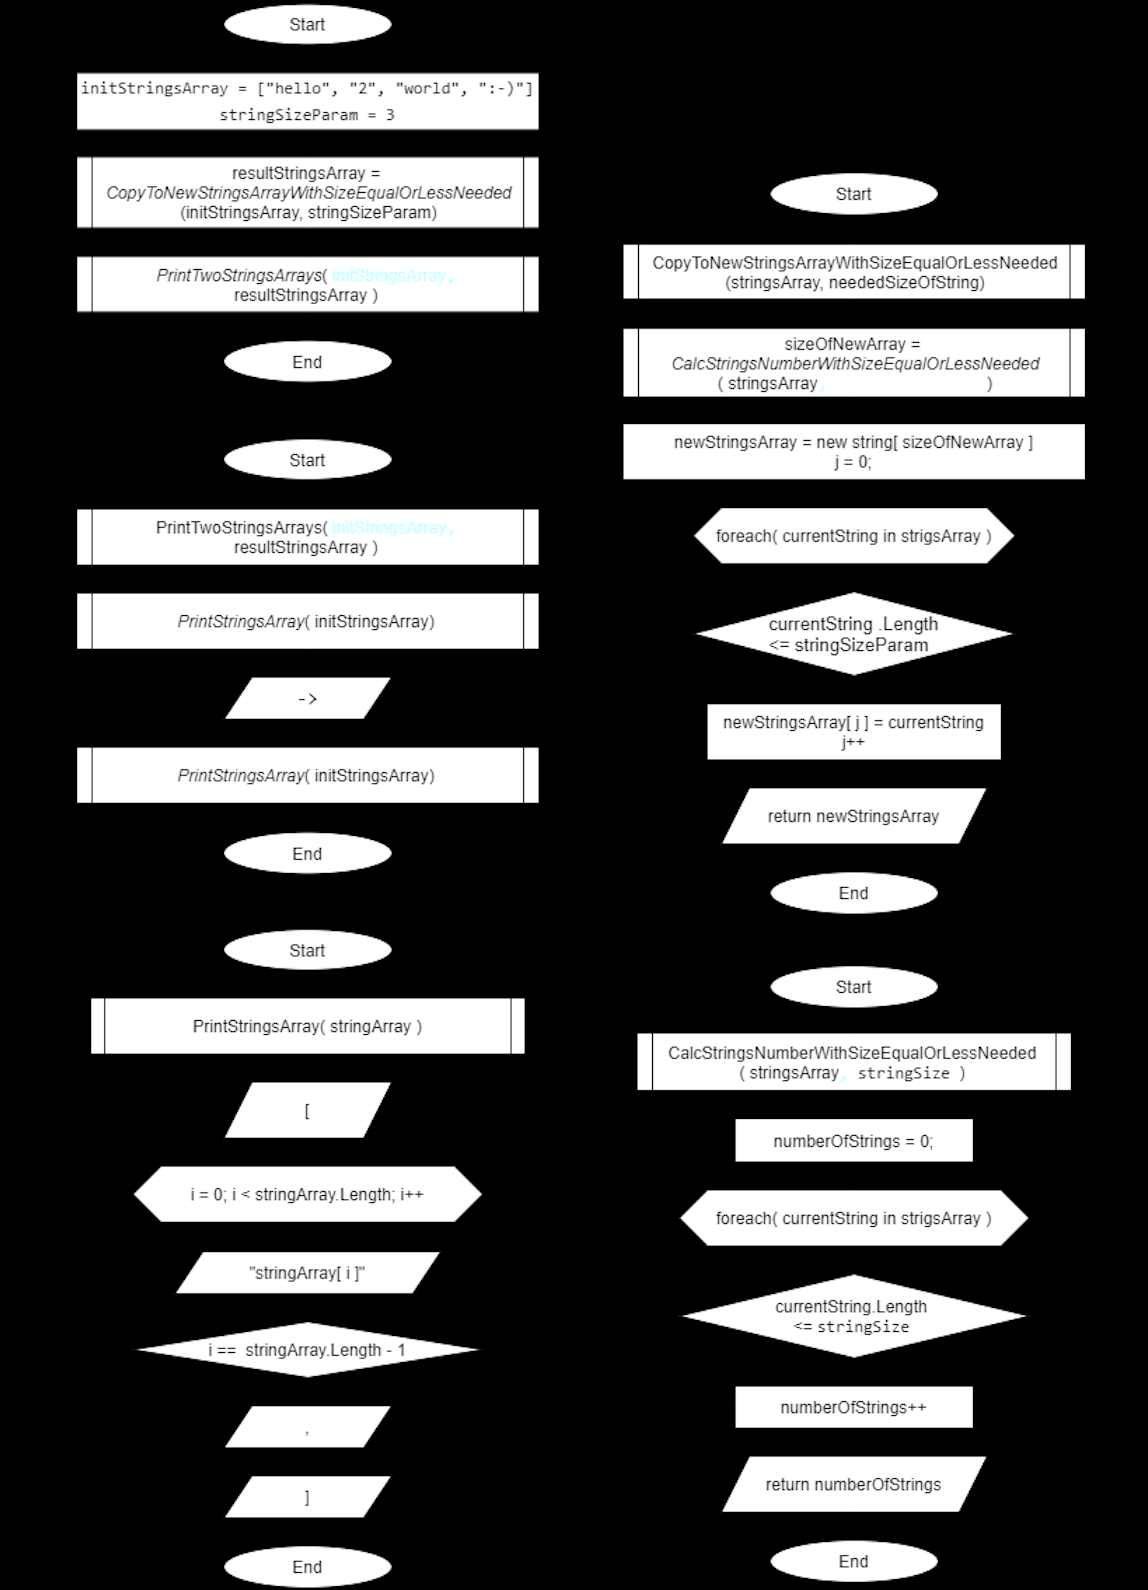 Start
initStringsArray = ["hello", "2", "world", ":-)"]
stringSizeParam = 3
resultStringsArray =
CopyToNewStringsArrayWithSizeEqualOrLessNeeded
(initStringsArray, stringSizeParam)
PrintTwoStringsArrays( initStringsArray,
resultStringsArray )
End
Start
PrintTwoStringsArrays( initStringsArray,
resultStringsArray )
PrintStringsArray( initStringsArray)
->
PrintStringsArray( initStringsArray)
End
Start
PrintStringsArray( stringArray )
[
i = 0; i < stringArray.Length; i++
"stringArray[ i ]"
i == stringArray.Length - 1
,
]
End
Start
CopyToNewStringsArrayWithSizeEqualOrLessNeeded
(stringsArray, neededSizeOfString)
sizeOfNewArray =
CalcStringsNumberWithSizeEqualOrLessNeeded
( stringsArray, )
newStringsArray = new string[ sizeOfNewArray ]
j = 0;
foreach( currentString in strigsArray )
currentString .Length
<= stringSizeParam
newStringsArray[ j ] = currentString
j++
return newStringsArray
End
Start
CalcStringsNumberWithSizeEqualOrLessNeeded
( stringsArray, stringSize )
numberOfStrings = 0;
foreach( currentString in strigsArray )
currentString.Length
<= stringSize
numberOfStrings++
return numberOfStrings
End